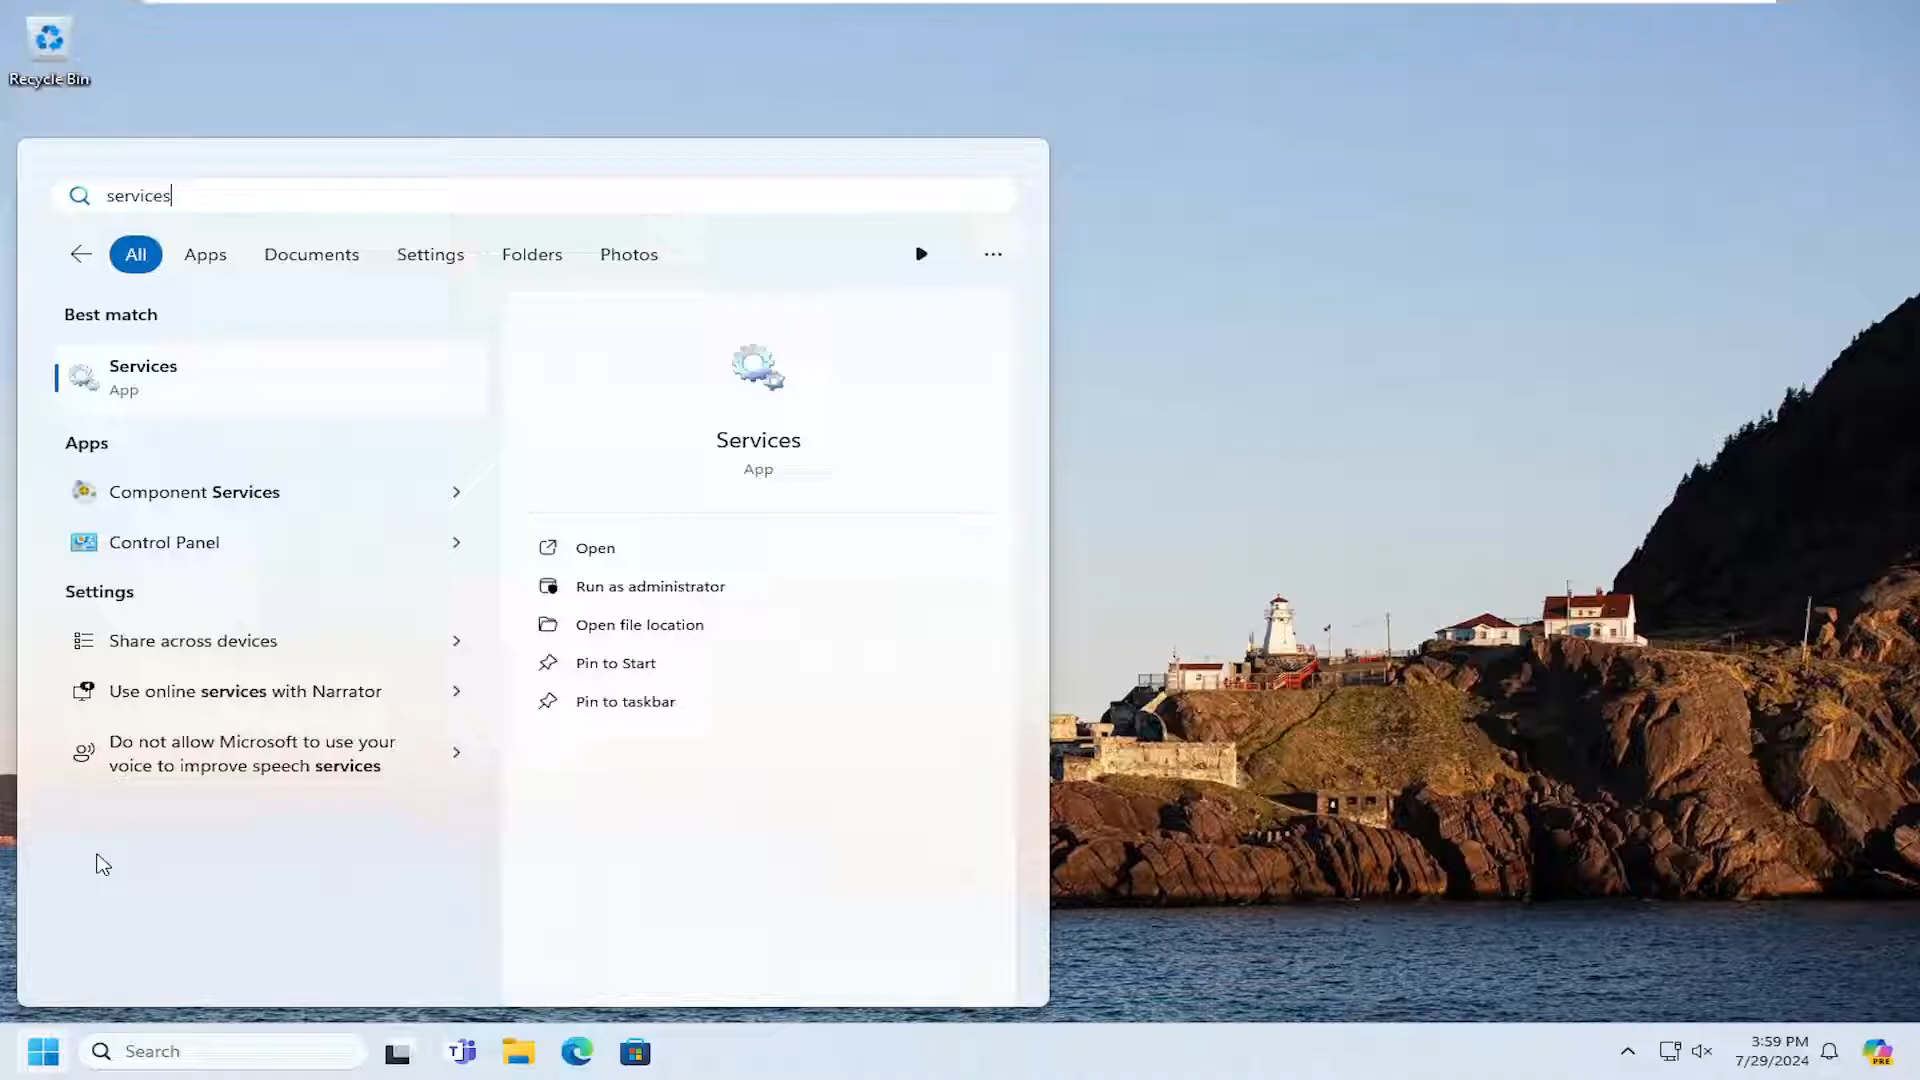 Recycle Bin
services
All Apps Documents Settings Folders Photos
Best match
Services
App
Apps
Component Services
Control Panel
Settings
Share across devices
Use online services with Narrator
Do not allow Microsoft to use your
voice to improve speech services
Services
App
Open
Run as administrator
Open file location
Pin to Start
Pin to taskbar
Search
3:59 PM
7/29/2024
PRE